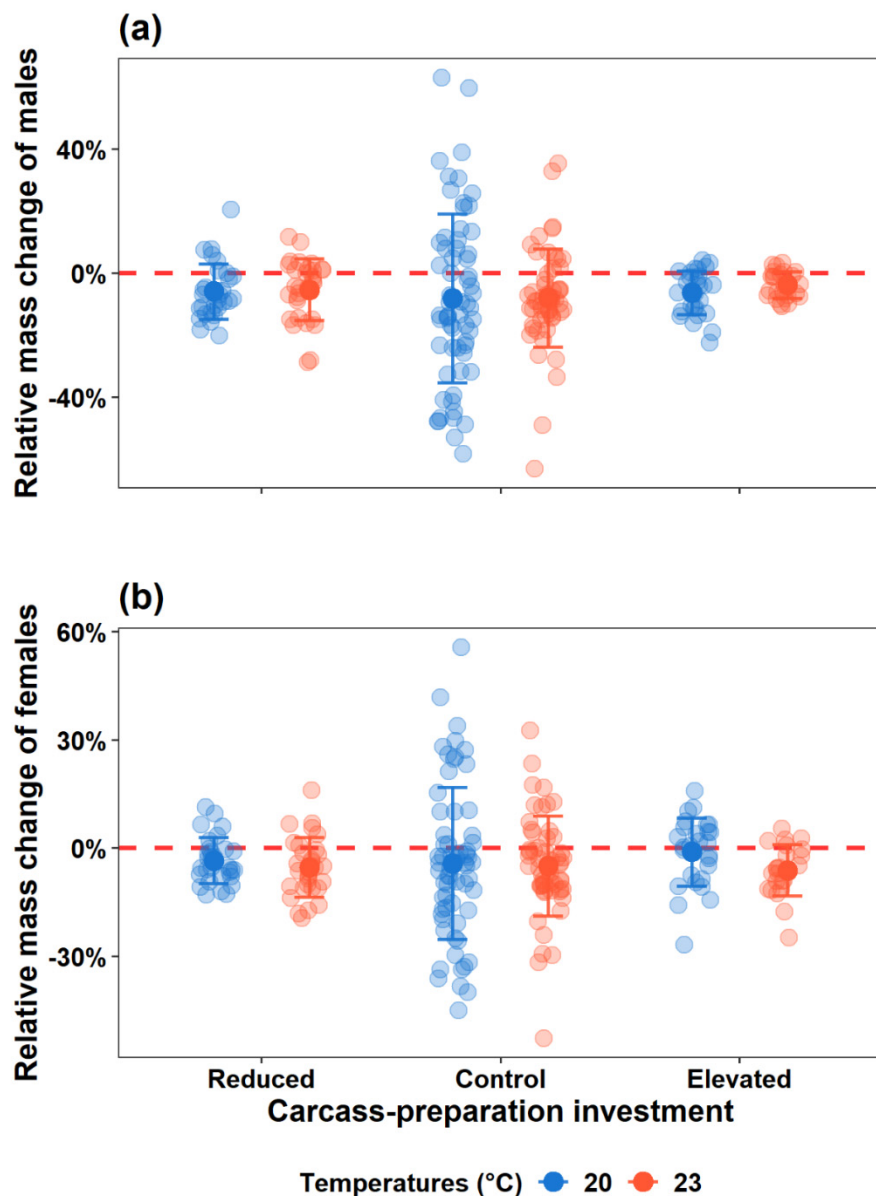 (a)
Relative mass change of males
40%
0%
-40%
(b)
Relative mass change of females
60%
30%
0%
-30%
Reduced Control Elevated
Carcass-preparation investment
Temperatures (°C) 20 23